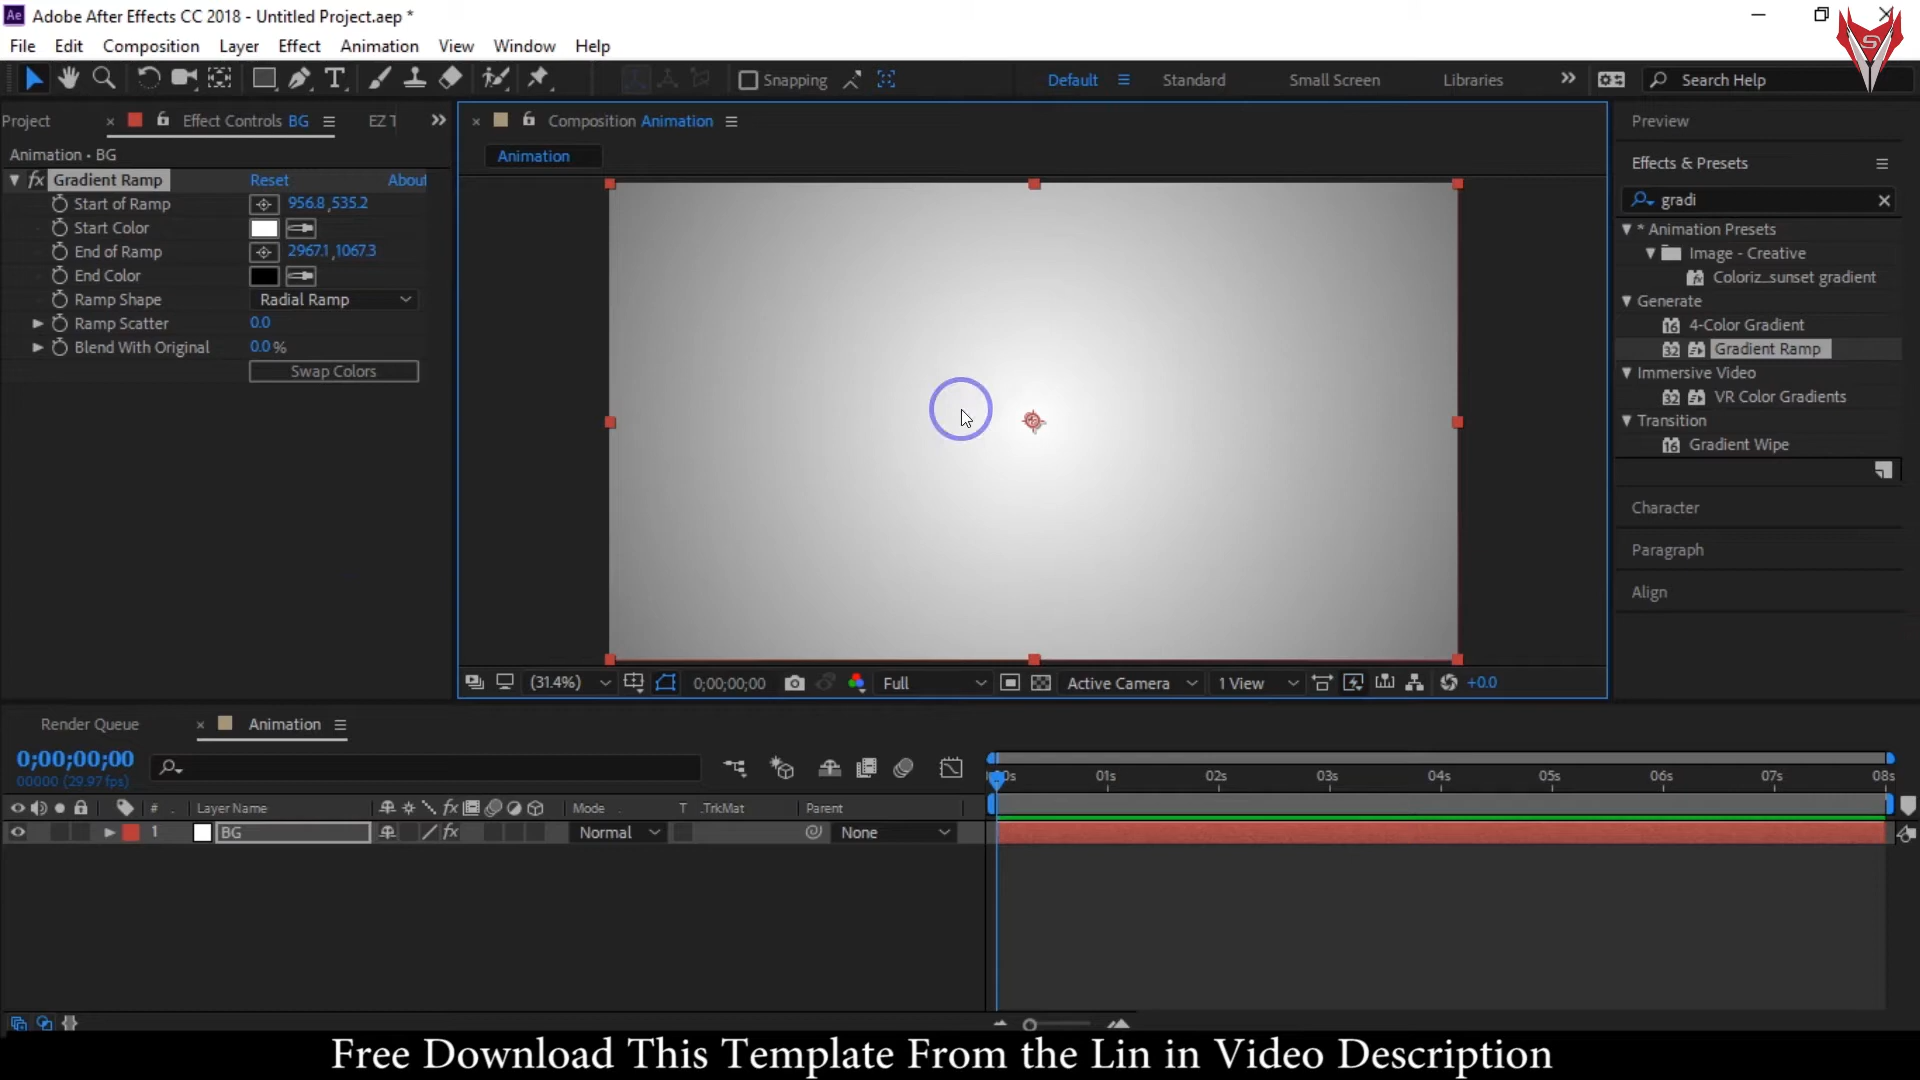 Adobe After Effects CC 2018 - Untitled Project.aep *
File Edit Composition Layer Effect Animation View Window Help
Snapping Default Standard Small Screen Libraries Search Help
Project Effect Controls BG EZ T
Composition Animation
Preview
Animation • BG
Animation
Effects & Presets
fx Gradient Ramp Reset About
Start of Ramp 956.8,535.2
Start Color
End of Ramp 2967.1,1067.3
End Color
Ramp Shape Radial Ramp
Ramp Scatter 0.0
Blend With Original 0.0 %
Swap Colors
gradi
* Animation Presets
Image - Creative
Coloriz_sunset gradient
Generate
4-Color Gradient
Gradient Ramp
Immersive Video
VR Color Gradients
Transition
Gradient Wipe
Character
Paragraph
Align
(31.4%) 0;00;00;00 Full Active Camera 1 View +0.0
Render Queue Animation
0;00;00;00
00000 (29.97 fps)
01s 02s 03s 04s 05s 06s 07s 08s
# Layer Name Mode T .TrkMat Parent
1 BG Normal None
Free Download This Template From the Lin in Video Description